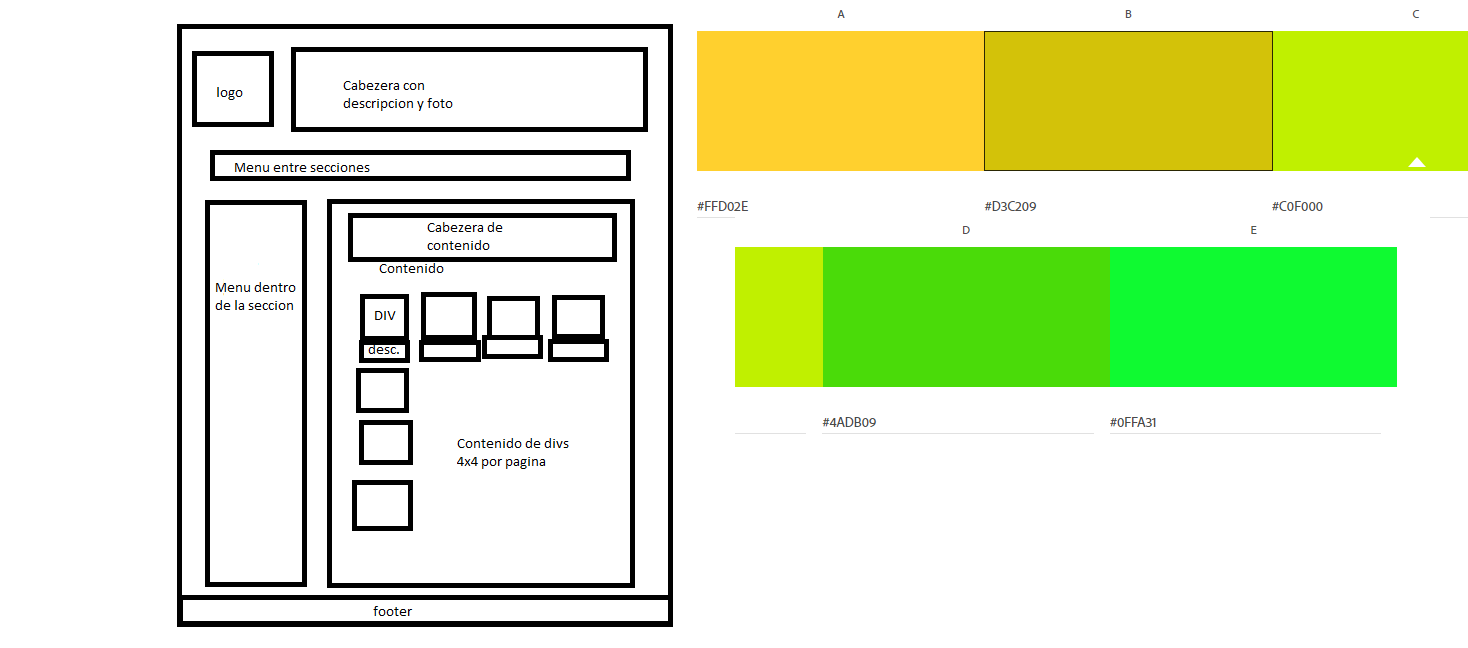 logo
Cabezera con
descripcion y foto
Menu entre secciones
Menu dentro
de la seccion
Cabezera de
contenido
Contenido
DIV
desc.
Contenido de divs
4x4 por pagina
footer
A
B
C
#FFD02E
#D3C209
#C0F000
D
E
#4ADB09
#0FFA31